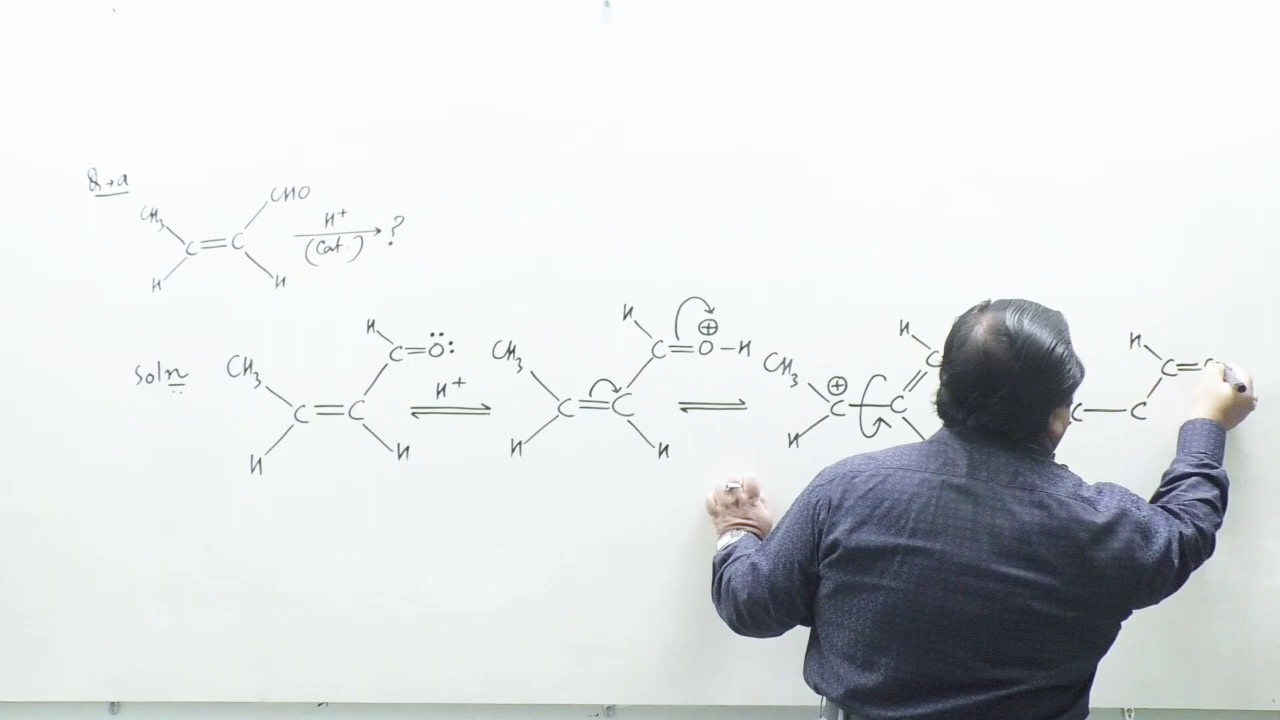 Q→a
CH3 CHO
C=C H+ (Cat.) → ?
H H
Soln
CH3 H C=Ö: C=C H H
H+ ⇌
CH3 H C=O–H ⊕ C=C H H
⇌
CH3 ⊕ C–C H H C
H C= C–C